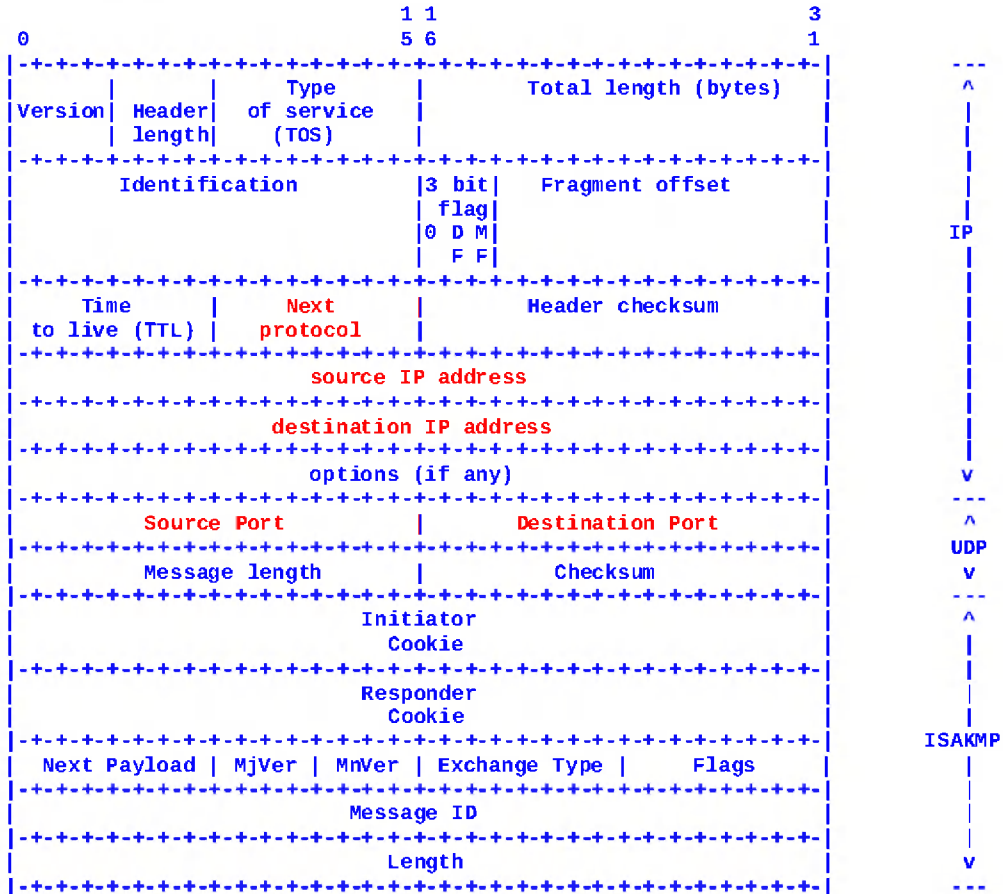 1 1 3
0 5 6 1
|-+-+-+-+-+-+-+-+-+-+-+-+-+-+-+-+-+-+-+-+-+-+-+-+-+-+-+-+-+-+-+-+-| ---
| | | Type | Total length (bytes) | ^
|Version| Header| of service | | |
| | length| (TOS) | | |
|-+-+-+-+-+-+-+-+-+-+-+-+-+-+-+-+-+-+-+-+-+-+-+-+-+-+-+-+-+-+-+-+-| |
| Identification |3 bit| Fragment offset | |
| | flag| | |
| |0 D M| | IP
| | F F| | |
|-+-+-+-+-+-+-+-+-+-+-+-+-+-+-+-+-+-+-+-+-+-+-+-+-+-+-+-+-+-+-+-+-| |
| Time | Next | Header checksum | |
| to live (TTL) | protocol | | |
|-+-+-+-+-+-+-+-+-+-+-+-+-+-+-+-+-+-+-+-+-+-+-+-+-+-+-+-+-+-+-+-+-| |
| source IP address | |
|-+-+-+-+-+-+-+-+-+-+-+-+-+-+-+-+-+-+-+-+-+-+-+-+-+-+-+-+-+-+-+-+-| |
| destination IP address | |
|-+-+-+-+-+-+-+-+-+-+-+-+-+-+-+-+-+-+-+-+-+-+-+-+-+-+-+-+-+-+-+-+-| |
| options (if any) | v
|-+-+-+-+-+-+-+-+-+-+-+-+-+-+-+-+-+-+-+-+-+-+-+-+-+-+-+-+-+-+-+-+-| ---
| Source Port | Destination Port | ^
|-+-+-+-+-+-+-+-+-+-+-+-+-+-+-+-+-+-+-+-+-+-+-+-+-+-+-+-+-+-+-+-+-| UDP
| Message length | Checksum | v
|-+-+-+-+-+-+-+-+-+-+-+-+-+-+-+-+-+-+-+-+-+-+-+-+-+-+-+-+-+-+-+-+-| ---
| Initiator | ^
| Cookie | |
|-+-+-+-+-+-+-+-+-+-+-+-+-+-+-+-+-+-+-+-+-+-+-+-+-+-+-+-+-+-+-+-+-| |
| Responder | |
| Cookie | |
|-+-+-+-+-+-+-+-+-+-+-+-+-+-+-+-+-+-+-+-+-+-+-+-+-+-+-+-+-+-+-+-+-| ISAKMP
| Next Payload | MjVer | MnVer | Exchange Type | Flags | |
|-+-+-+-+-+-+-+-+-+-+-+-+-+-+-+-+-+-+-+-+-+-+-+-+-+-+-+-+-+-+-+-+-| |
| Message ID | |
|-+-+-+-+-+-+-+-+-+-+-+-+-+-+-+-+-+-+-+-+-+-+-+-+-+-+-+-+-+-+-+-+-| |
| Length | v
|-+-+-+-+-+-+-+-+-+-+-+-+-+-+-+-+-+-+-+-+-+-+-+-+-+-+-+-+-+-+-+-+-| ---